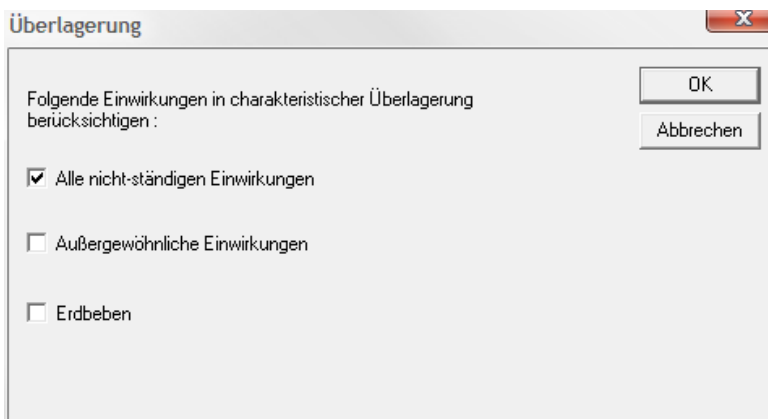 Überlagerung
Folgende Einwirkungen in charakteristischer Überlagerung
berücksichtigen :
OK
Abbrechen
Alle nicht-ständigen Einwirkungen
Außergewöhnliche Einwirkungen
Erdbeben